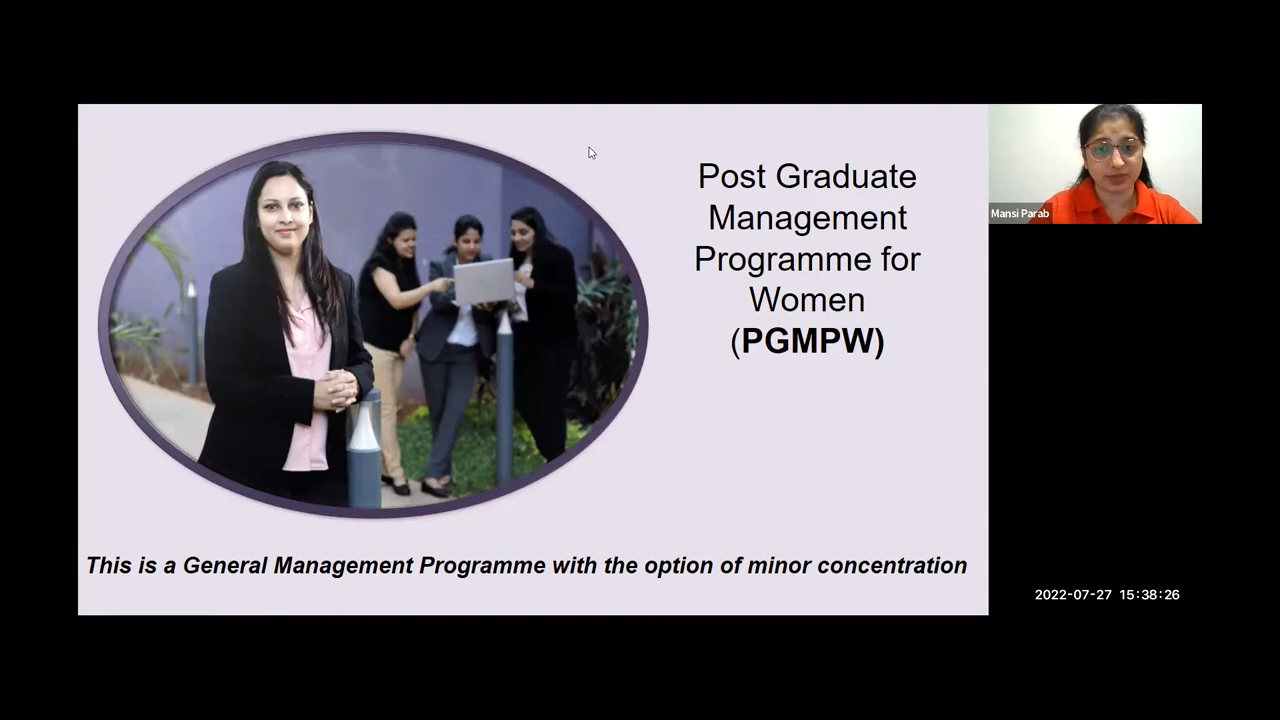 Post Graduate
Management
Programme for
Women
(PGMPW)
Mansi Parab
This is a General Management Programme with the option of minor concentration
2022-07-27 15:38:26